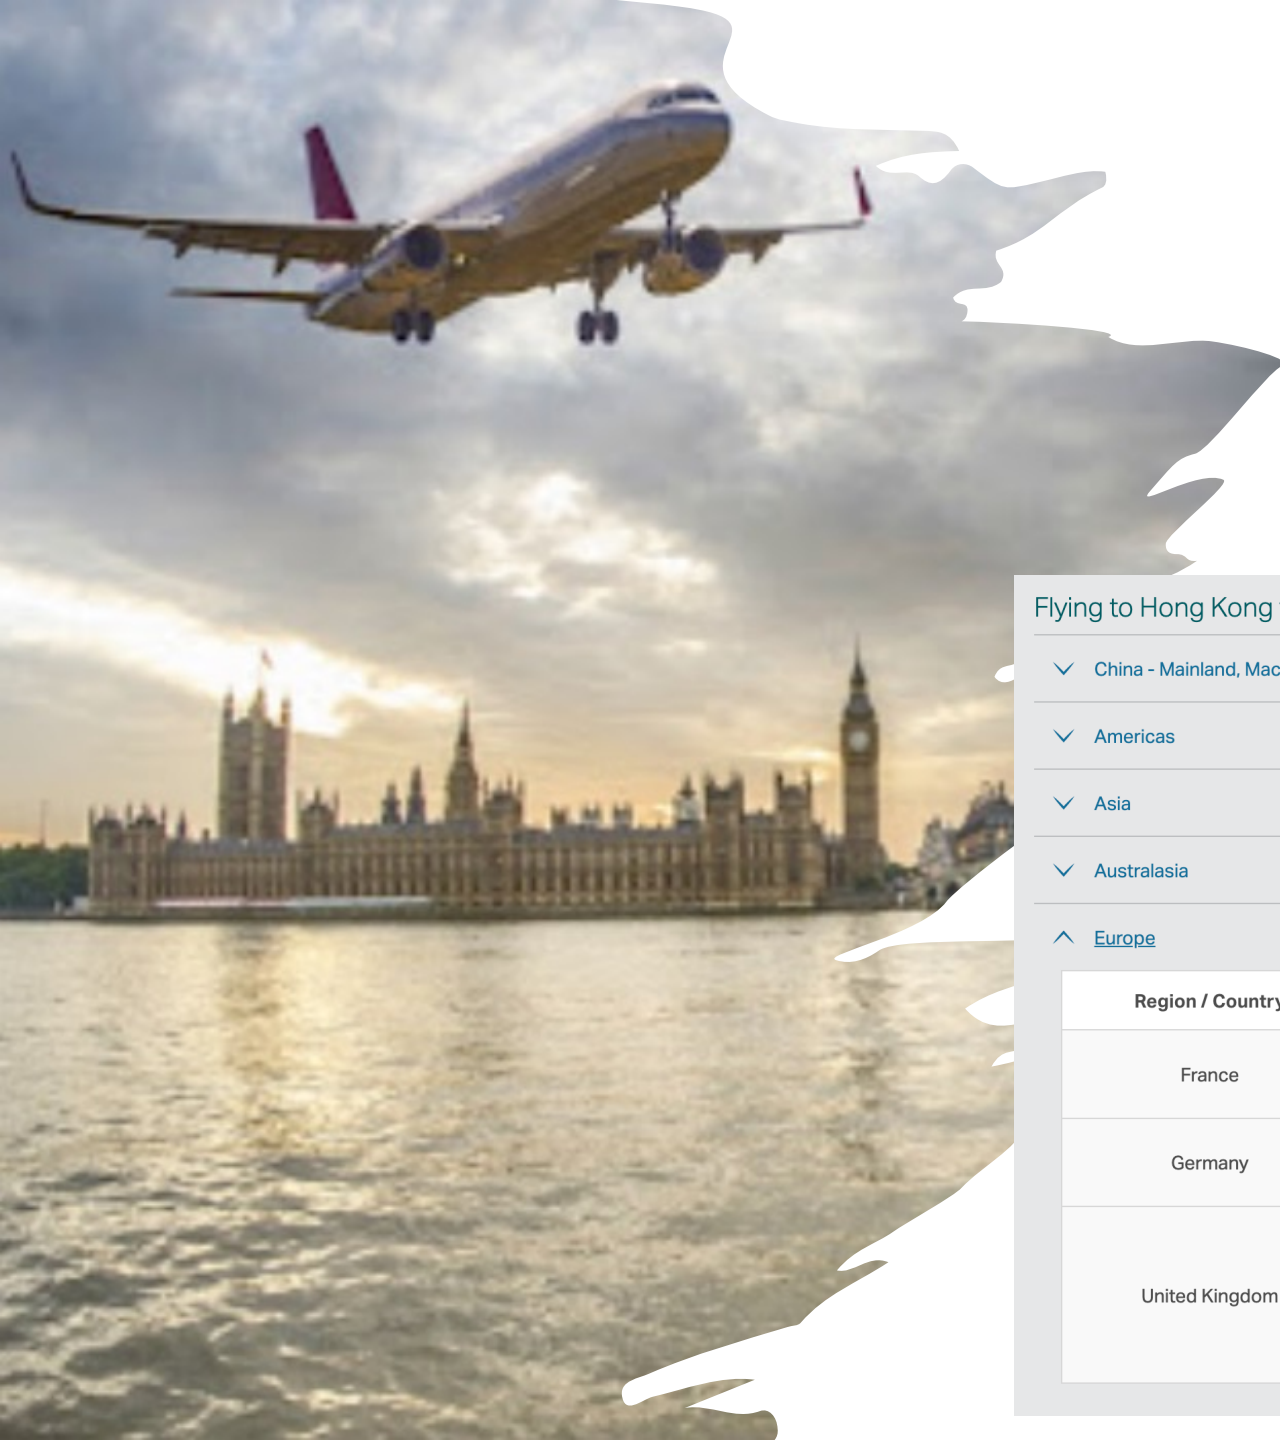 Flying to Hong Kong
China - Mainland, Mac
Americas
Asia
Australasia
Europe
Region / Country
France
Germany
United Kingdom